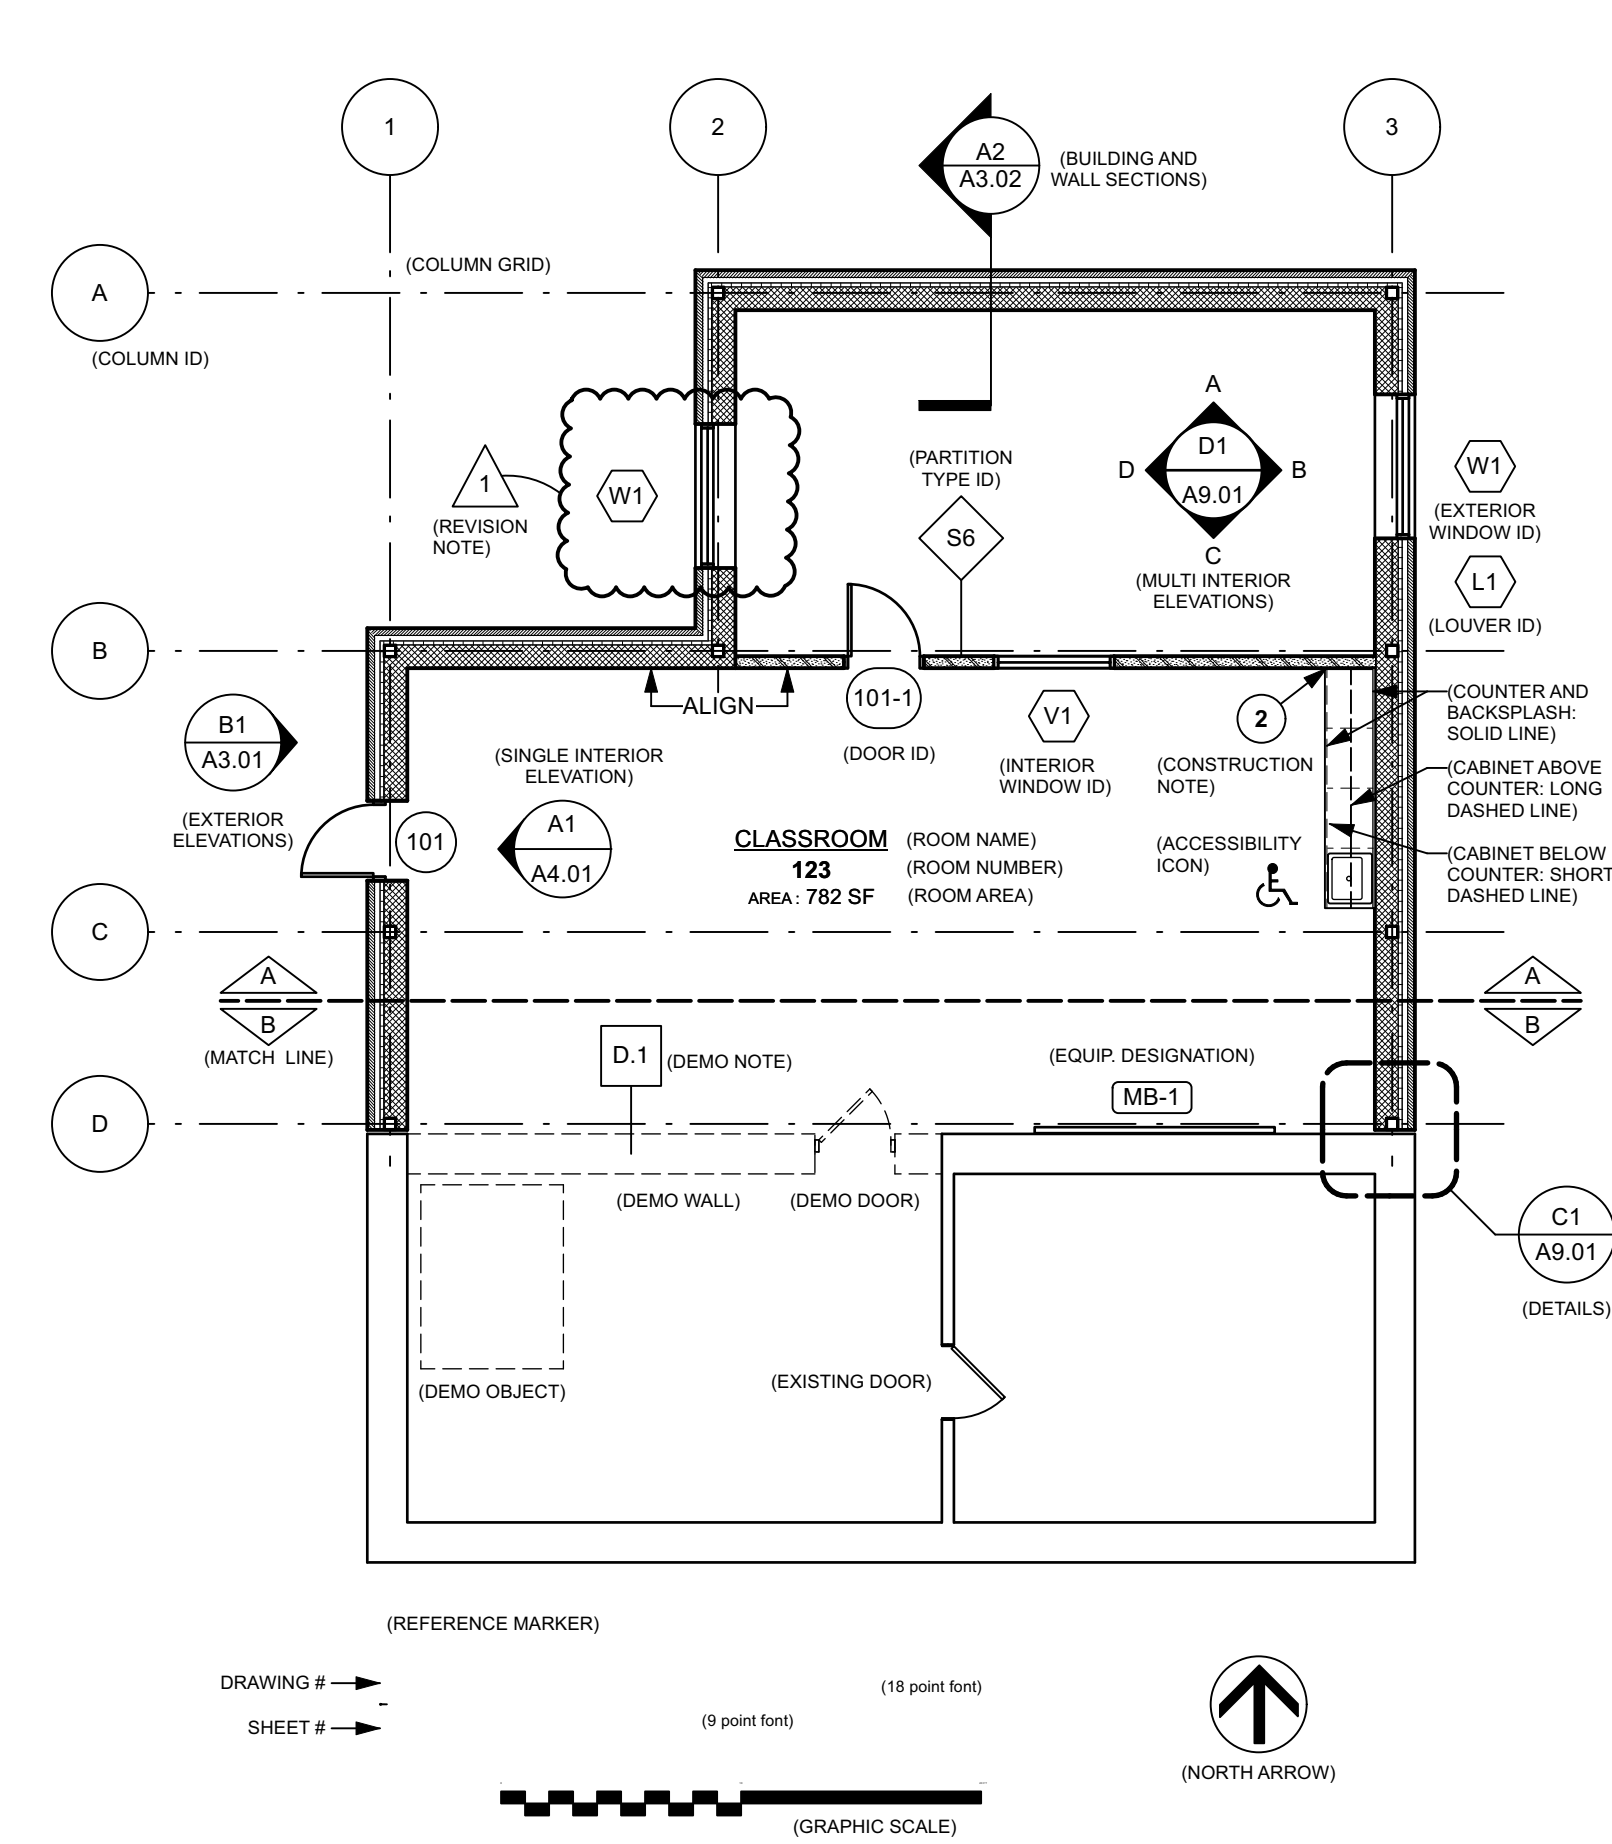 1
2
3
A2
A3.02
(BUILDING AND
WALL SECTIONS)
A
(COLUMN GRID)
(COLUMN ID)
A
D1
D
B
A9.01
C
(MULTI INTERIOR
ELEVATIONS)
(PARTITION
TYPE ID)
S6
1
(REVISION
NOTE)
W1
W1
(EXTERIOR
WINDOW ID)
L1
(LOUVER ID)
B
ALIGN
101-1
(DOOR ID)
V1
(INTERIOR
WINDOW ID)
2
(CONSTRUCTION
NOTE)
(COUNTER AND
BACKSPLASH:
SOLID LINE)
(CABINET ABOVE
COUNTER: LONG
DASHED LINE)
(CABINET BELOW
COUNTER: SHORT
DASHED LINE)
B1
A3.01
(EXTERIOR
ELEVATIONS)
101
(SINGLE INTERIOR
ELEVATION)
A1
A4.01
CLASSROOM (ROOM NAME)
123 (ROOM NUMBER)
AREA : 782 SF (ROOM AREA)
(ACCESSIBILITY
ICON)
C
A
B
(MATCH LINE)
A
B
D.1
(DEMO NOTE)
(EQUIP. DESIGNATION)
MB-1
D
(DEMO WALL)
(DEMO DOOR)
C1
A9.01
(DETAILS)
(DEMO OBJECT)
(EXISTING DOOR)
(REFERENCE MARKER)
DRAWING #
SHEET #
(18 point font)
(9 point font)
(NORTH ARROW)
(GRAPHIC SCALE)